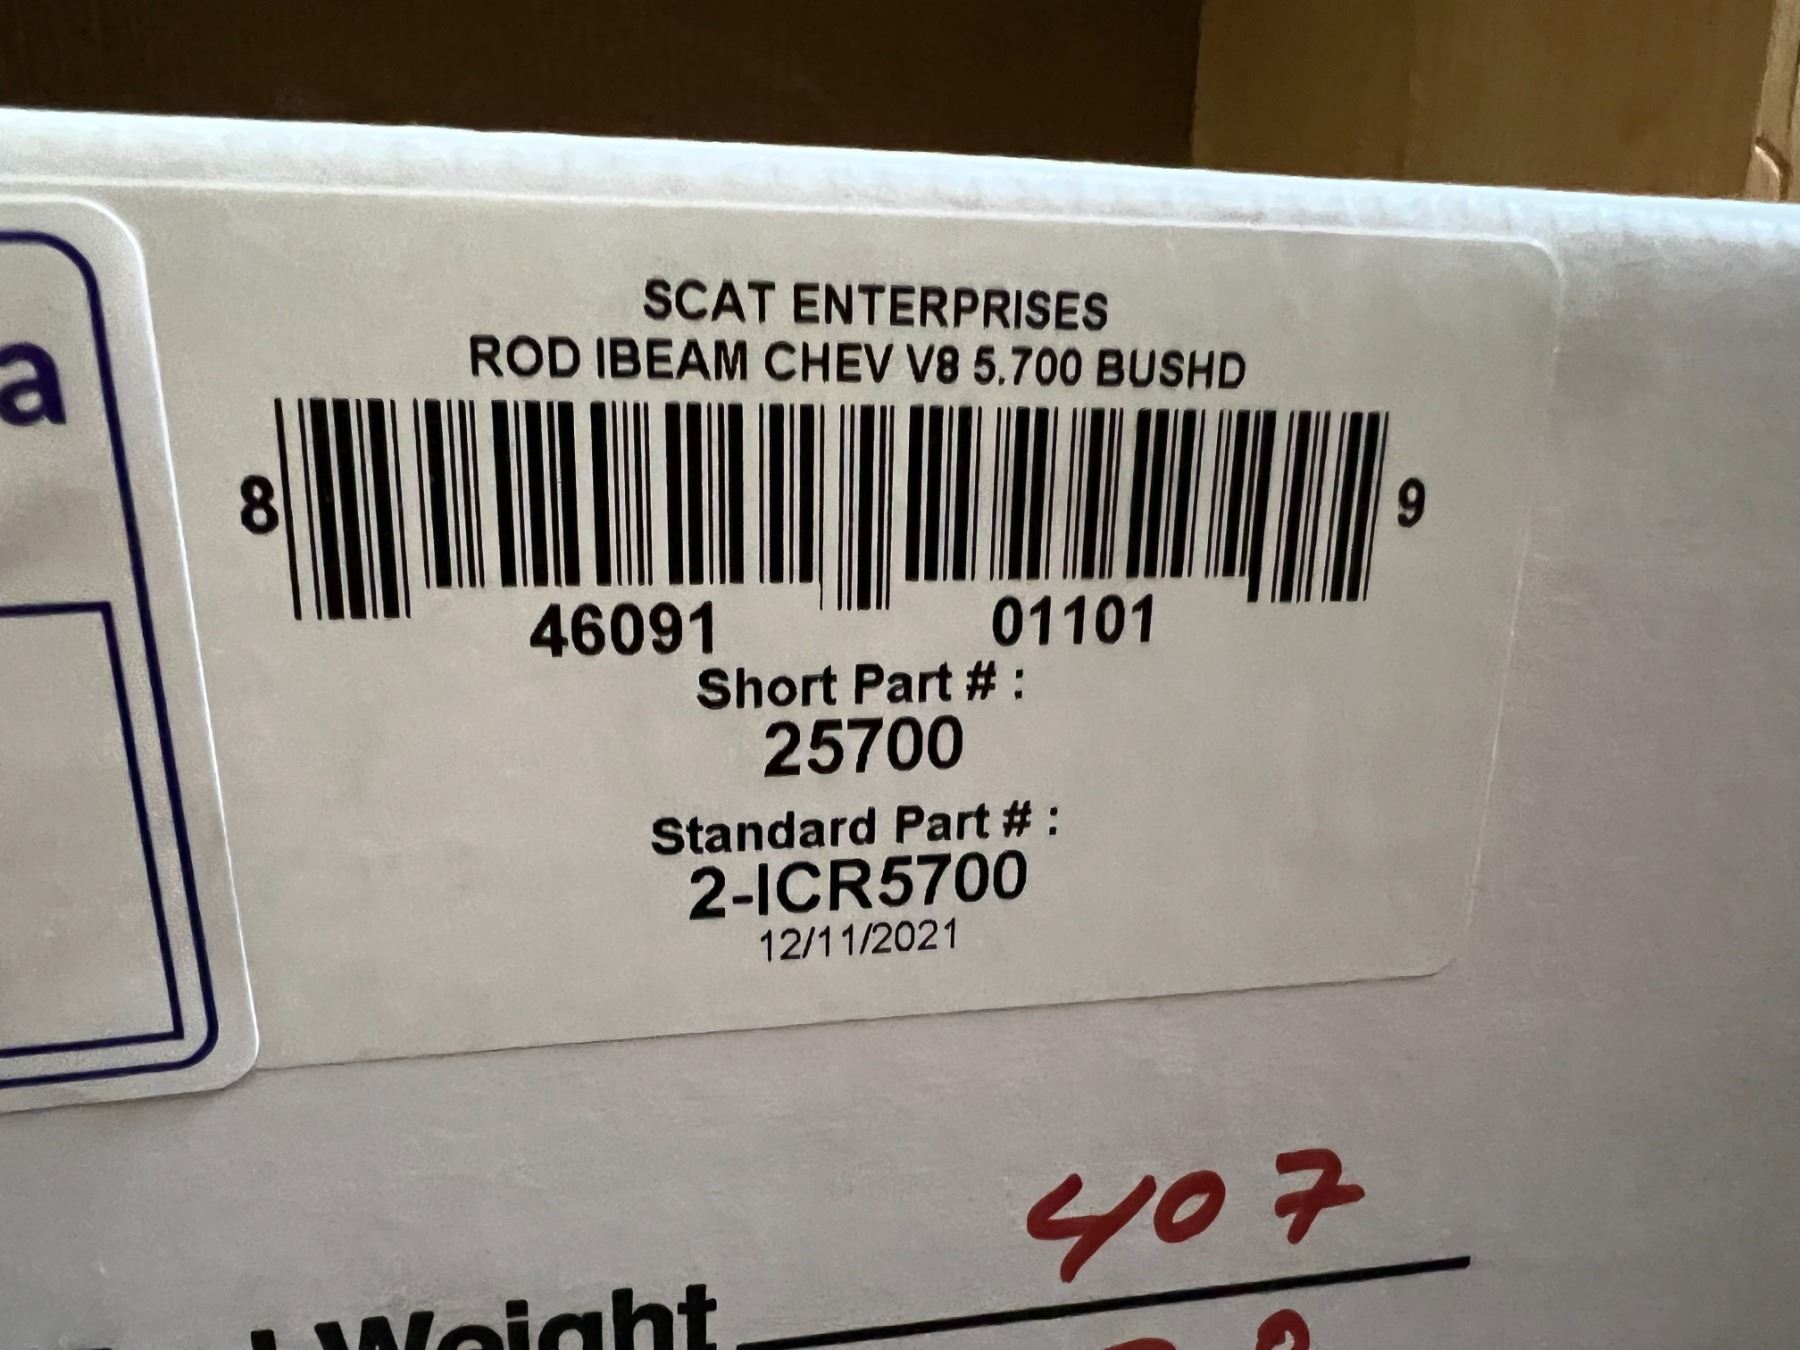 a
SCAT ENTERPRISES
ROD IBEAM CHEV V8 5.700 BUSHD
8 46091 01101 9
Short Part # :
25700
Standard Part # :
2-ICR5700
12/11/2021
407
Weight